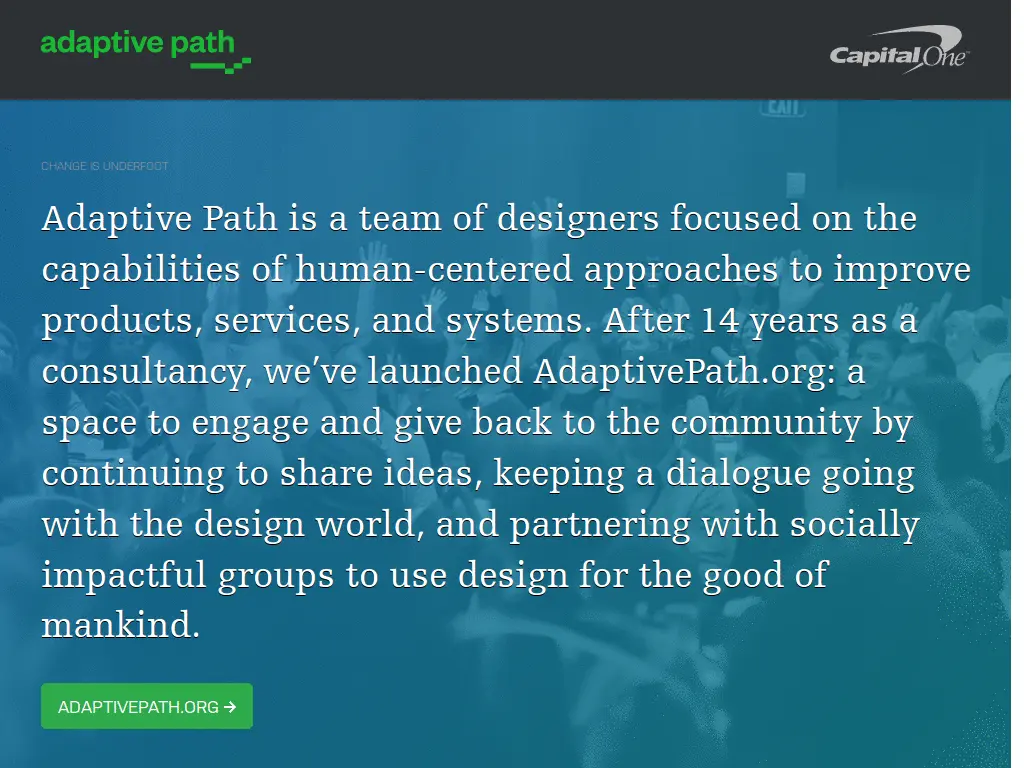 adaptive path
Capital One
EXIT
CHANGE IS UNDERFOOT
Adaptive Path is a team of designers focused on the
capabilities of human-centered approaches to improve
products, services, and systems. After 14 years as a
consultancy, we’ve launched AdaptivePath.org: a
space to engage and give back to the community by
continuing to share ideas, keeping a dialogue going
with the design world, and partnering with socially
impactful groups to use design for the good of
mankind.
ADAPTIVEPATH.ORG →